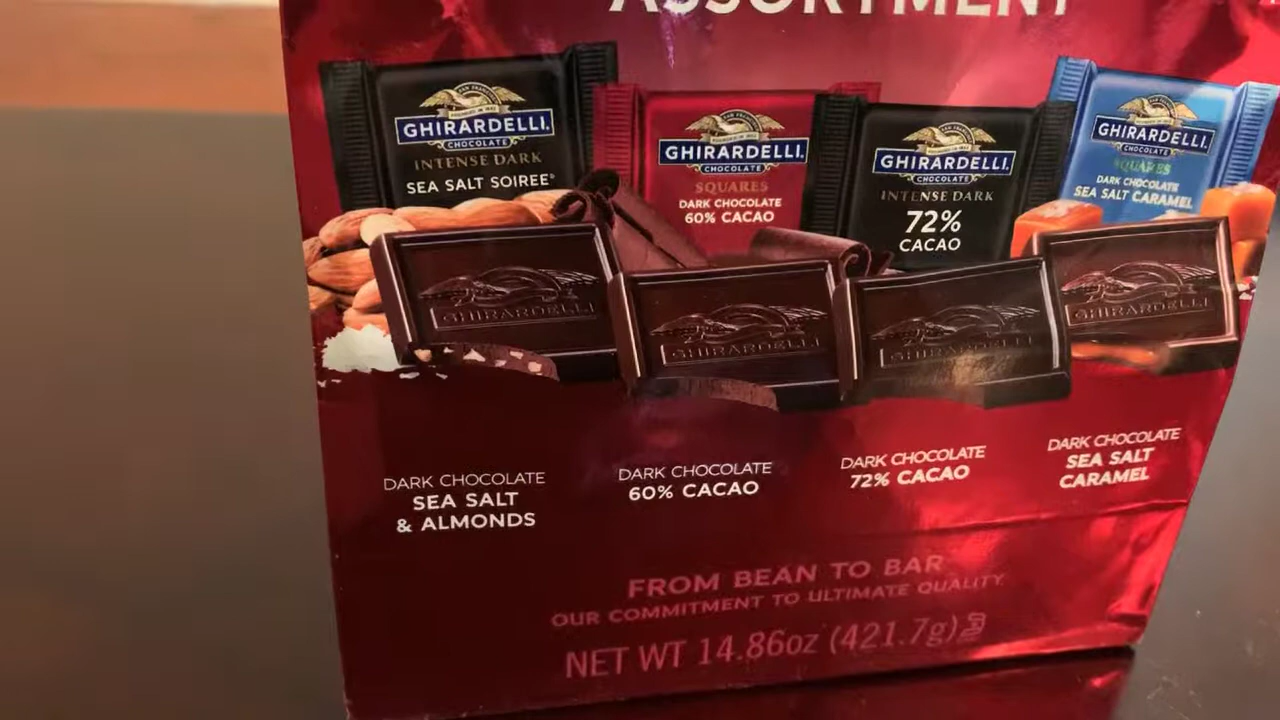 ASSORTMENT
SAN FRANCISCO
GHIRARDELLI
CHOCOLATE
INTENSE DARK
SEA SALT SOIREE®
GHIRARDELLI
CHOCOLATE
SQUARES
DARK CHOCOLATE
60% CACAO
GHIRARDELLI
CHOCOLATE
INTENSE DARK
72%
CACAO
GHIRARDELLI
CHOCOLATE
SQUARES
DARK CHOCOLATE
SEA SALT CARAMEL
GHIRARDELLI
GHIRARDELLI
GHIRARDELLI
GHIRARDELLI
DARK CHOCOLATE
SEA SALT
& ALMONDS
DARK CHOCOLATE
60% CACAO
DARK CHOCOLATE
72% CACAO
DARK CHOCOLATE
SEA SALT
CARAMEL
FROM BEAN TO BAR
OUR COMMITMENT TO ULTIMATE QUALITY
NET WT 14.86oz (421.7g)